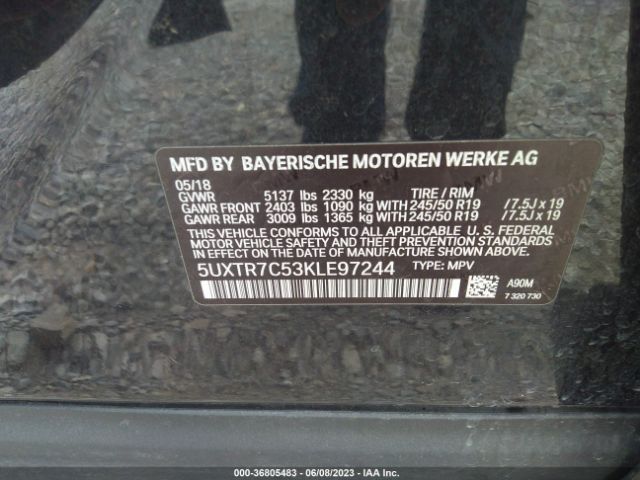 MFD BY BAYERISCHE MOTOREN WERKE AG
05/18
GVWR 5137 lbs 2330 kg TIRE / RIM
GAWR FRONT 2403 lbs 1090 kg WITH 245/50 R19 /7.5J x 19
GAWR REAR 3009 lbs 1365 kg WITH 245/50 R19 /7.5J x 19
THIS VEHICLE CONFORMS TO ALL APPLICABLE U. S. FEDERAL
MOTOR VEHICLE SAFETY, BUMPER, AND THEFT PREVENTION STANDARDS
IN EFFECT ON THE DATE OF MANUFACTURE SHOWN ABOVE.
5UXTR7C53KLE97244 TYPE: MPV
A90M
7 320 730
000-36805483 | 06/08/2023 - IAA Inc.